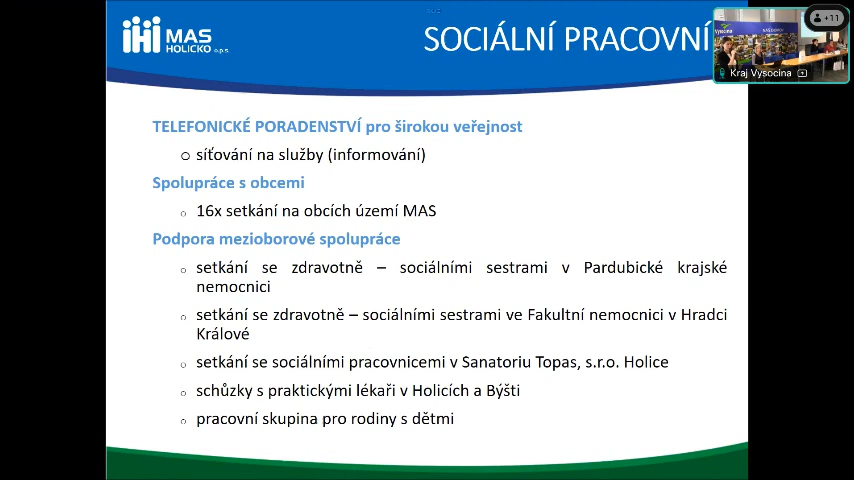 MAS
HOLICKO o.p.s.
SOCIÁLNÍ PRACOVNÍ
+11
Vysočina
Kraj Vysočina
TELEFONICKÉ PORADENSTVÍ pro širokou veřejnost
o síťování na služby (informování)
Spolupráce s obcemi
o 16x setkání na obcích území MAS
Podpora mezioborové spolupráce
o setkání se zdravotně – sociálními sestrami v Pardubické krajské
nemocnici
o setkání se zdravotně – sociálními sestrami ve Fakultní nemocnici v Hradci
Králové
o setkání se sociálními pracovnicemi v Sanatoriu Topas, s.r.o. Holice
o schůzky s praktickými lékaři v Holicích a Býšti
o pracovní skupina pro rodiny s dětmi